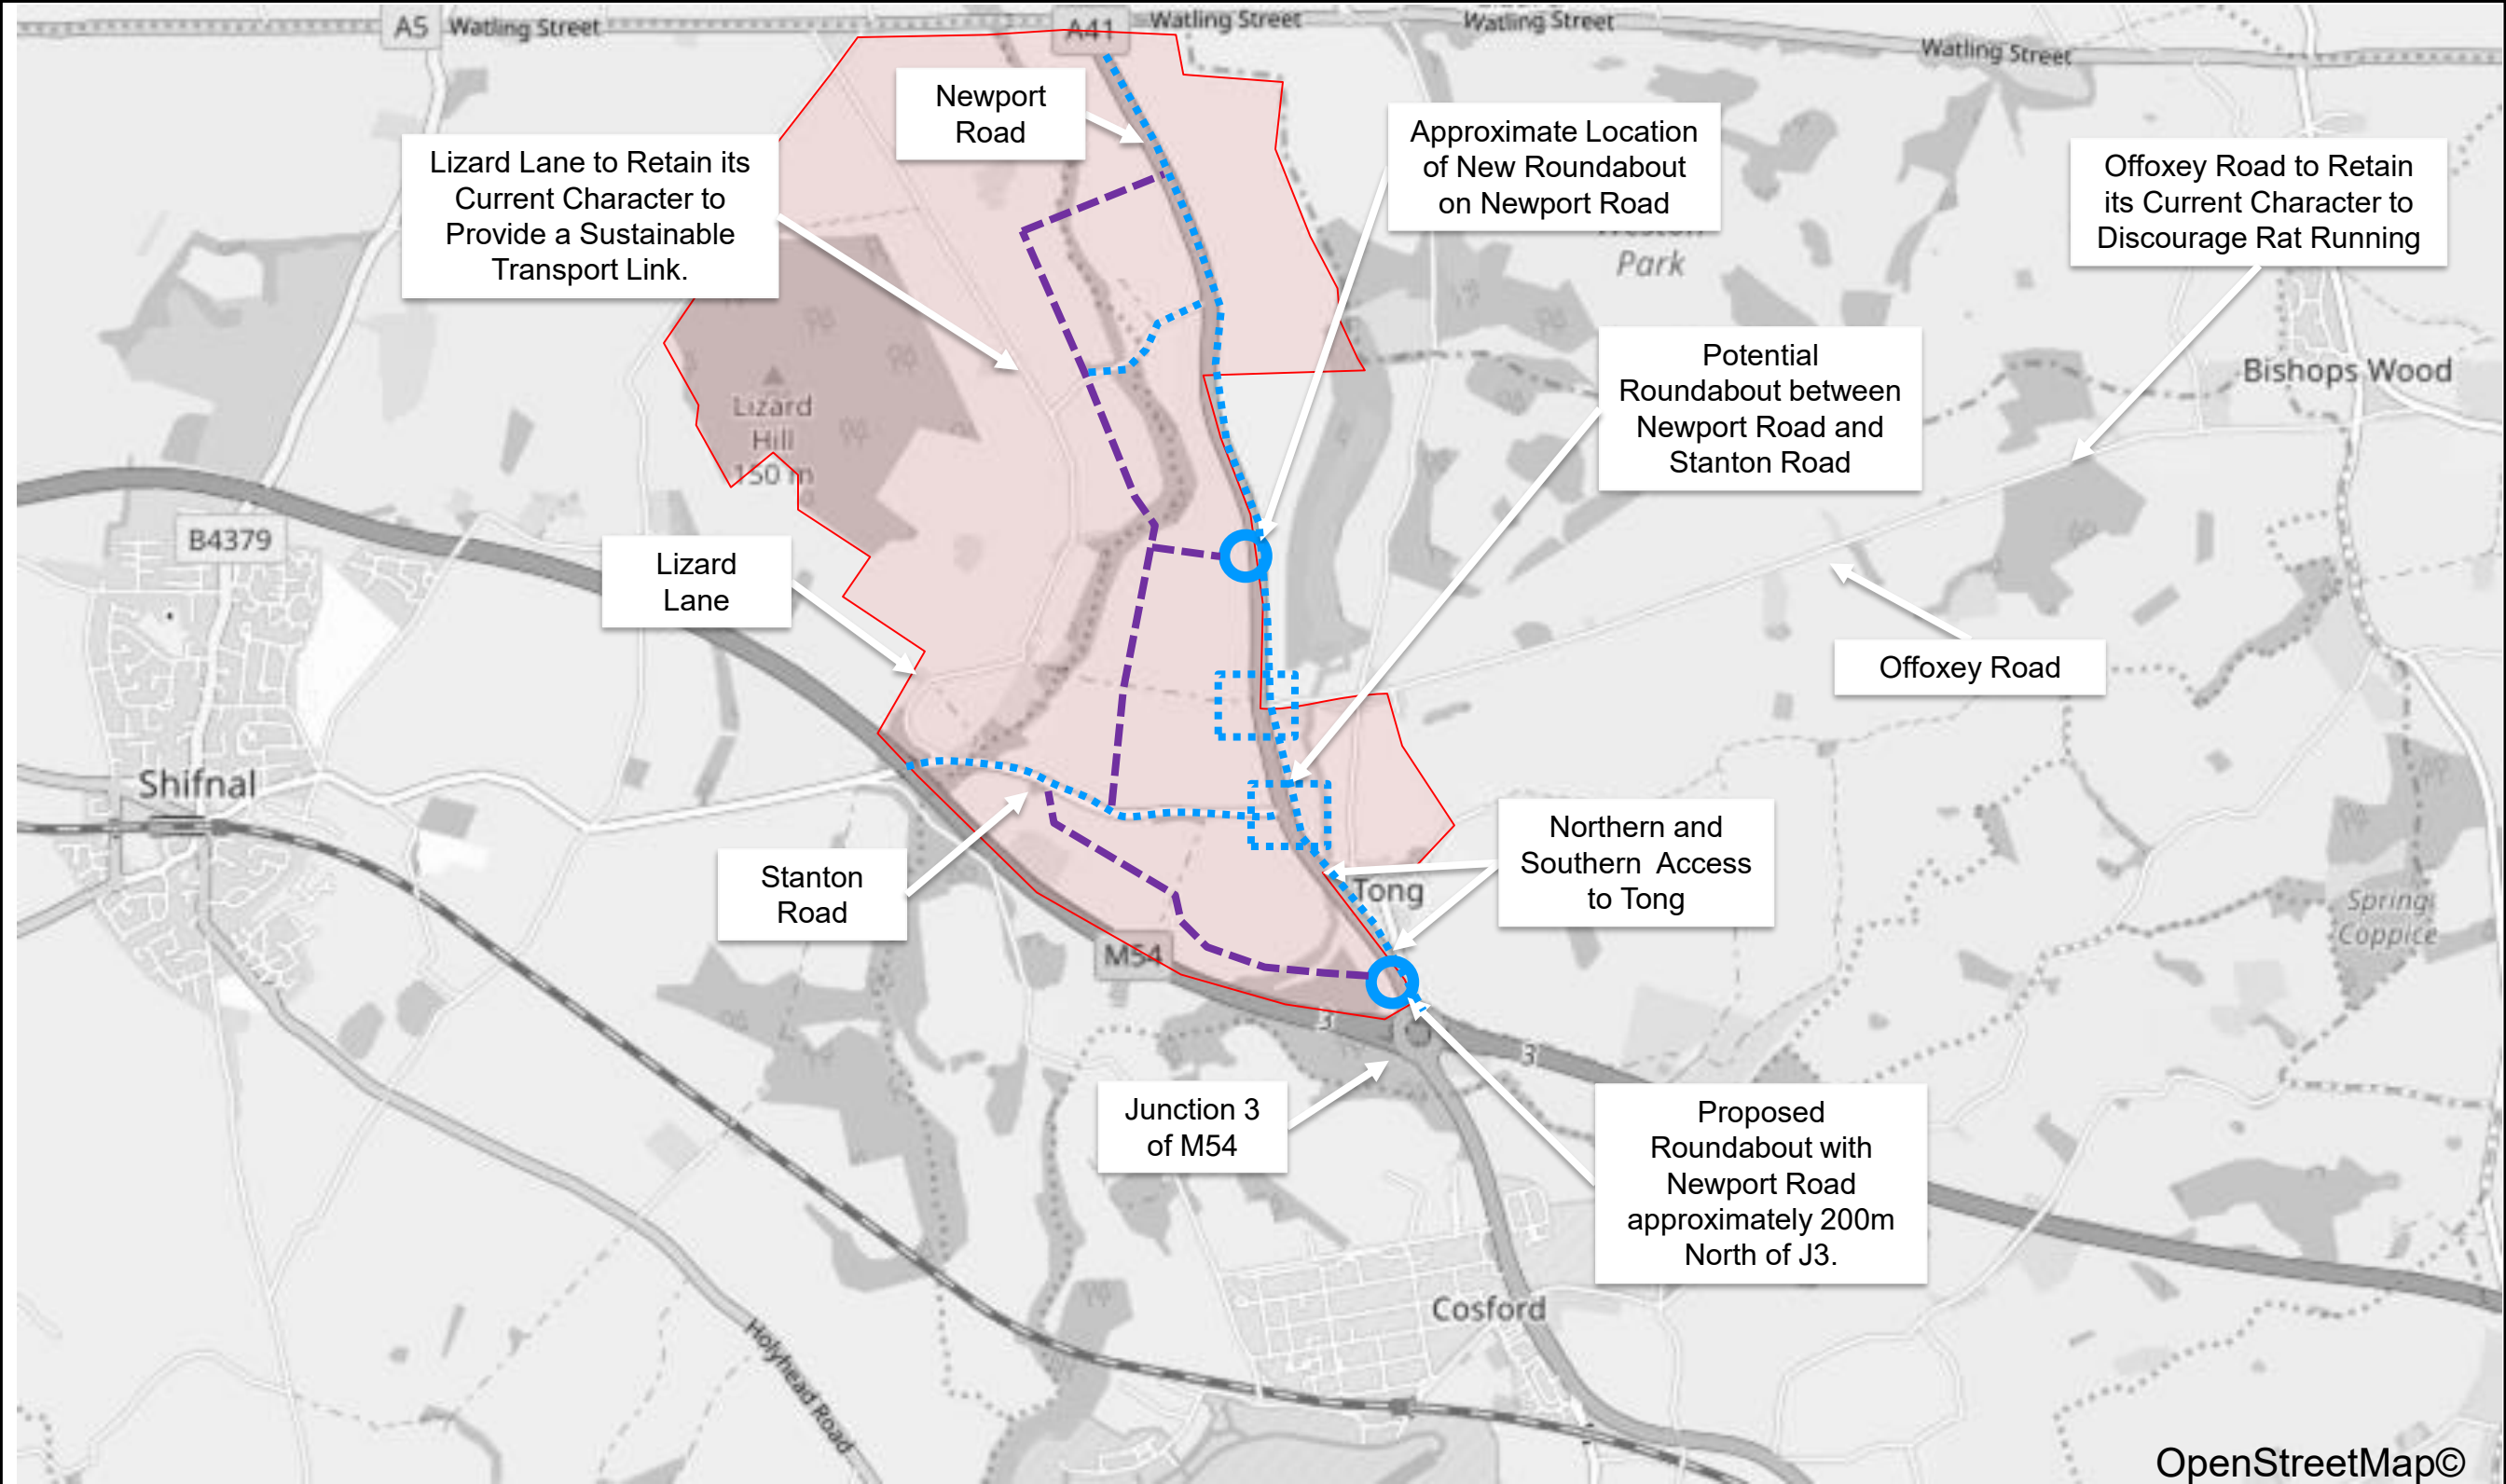 A5
Watling Street
A41
Watling Street
Watling Street
Watling Street
Newport
Road
Approximate Location
of New Roundabout
on Newport Road
Lizard Lane to Retain its
Current Character to
Provide a Sustainable
Transport Link.
Offoxey Road to Retain
its Current Character to
Discourage Rat Running
Weston
Park
Potential
Roundabout between
Newport Road and
Stanton Road
Bishops Wood
Lizard
Hill
150 m
B4379
Lizard
Lane
Offoxey Road
Shifnal
Stanton
Road
Northern and
Southern Access
to Tong
Tong
Spring
Coppice
M54
3
3
Junction 3
of M54
Proposed
Roundabout with
Newport Road
approximately 200m
North of J3.
Cosford
Holyhead Road
OpenStreetMap©